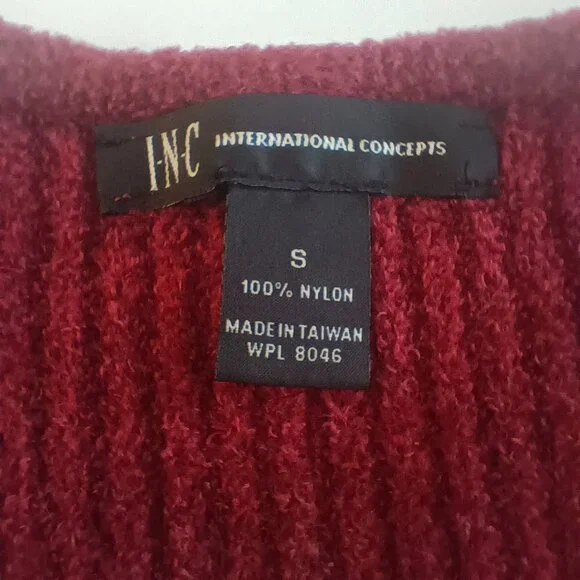 I·N·C INTERNATIONAL CONCEPTS
S
100% NYLON
MADE IN TAIWAN
WPL 8046